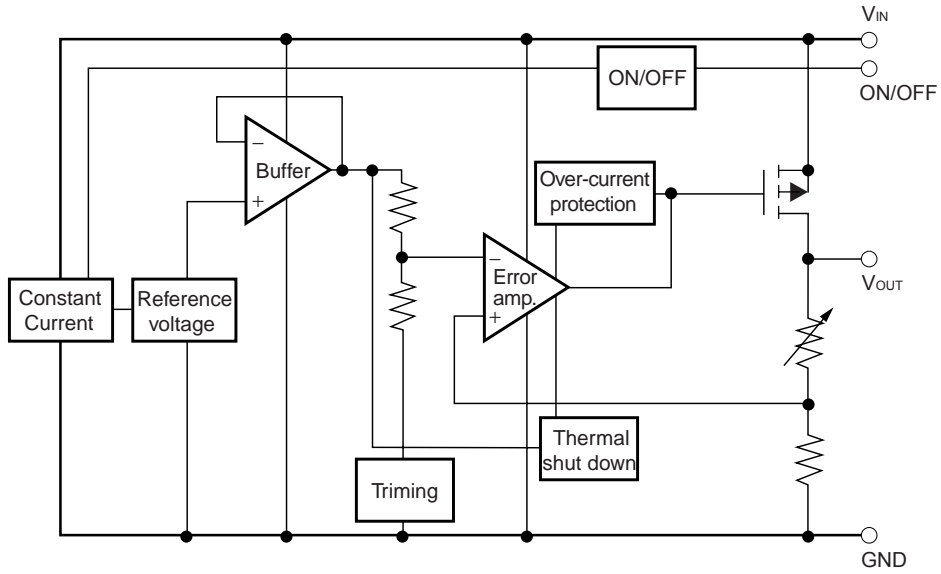 VIN
ON/OFF
ON/OFF
−
Buffer
+
Over-current
protection
−
Error
amp.
+
VOUT
Constant
Current
Reference
voltage
Thermal
shut down
Triming
GND